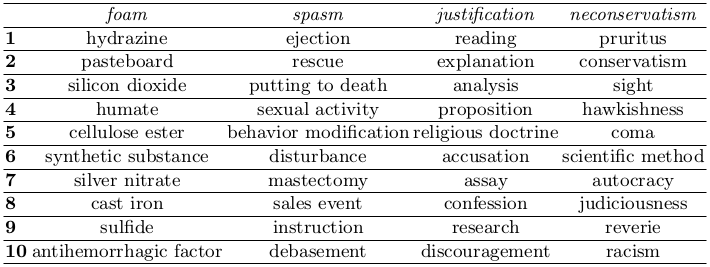 foam spasm justification neconservatism
1 hydrazine ejection reading pruritus
2 pasteboard rescue explanation conservatism
3 silicon dioxide putting to death analysis sight
4 humate sexual activity proposition hawkishness
5 cellulose ester behavior modification religious doctrine coma
6 synthetic substance disturbance accusation scientific method
7 silver nitrate mastectomy assay autocracy
8 cast iron sales event confession judiciousness
9 sulfide instruction research reverie
10 antihemorrhagic factor debasement discouragement racism